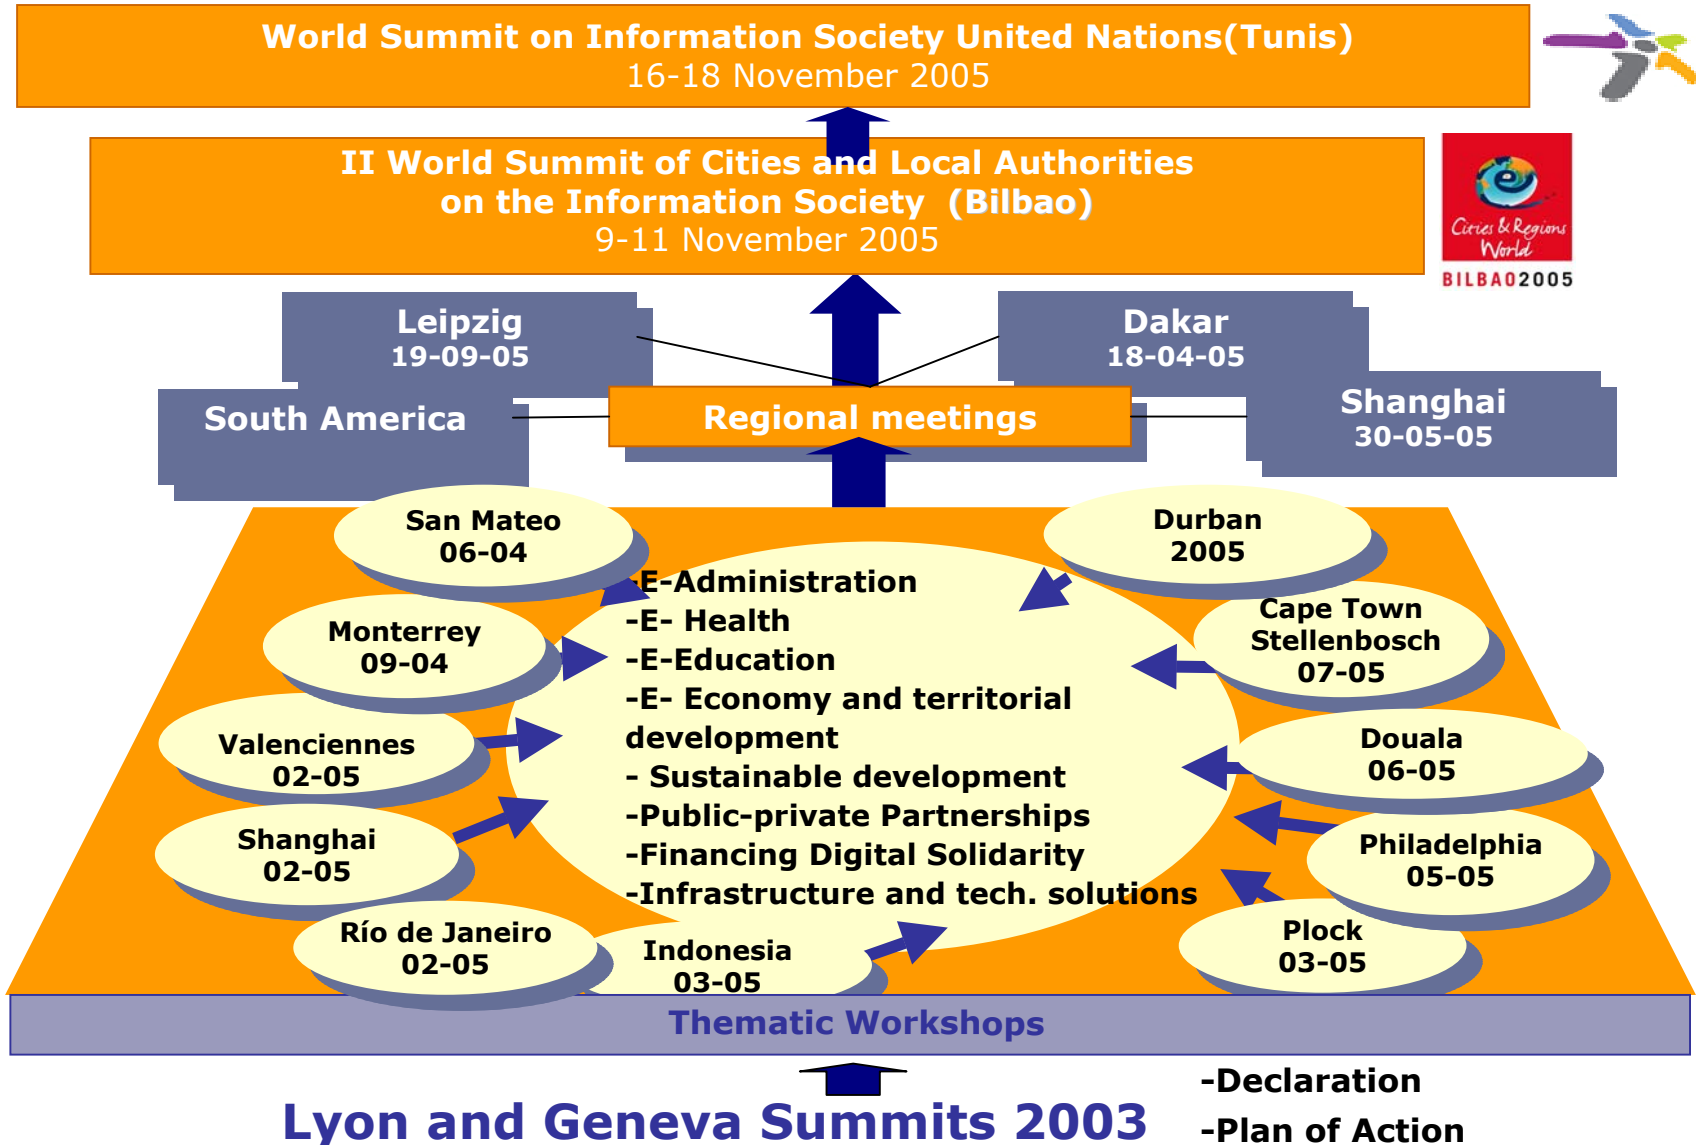 World Summit on Information Society United Nations(Tunis)
16-18 November 2005
II World Summit of Cities and Local Authorities
on the Information Society (Bilbao)
9-11 November 2005
e
Cities & Regions
World
BILBAO2005
Leipzig
19-09-05
Dakar
18-04-05
South America
Regional meetings
Shanghai
30-05-05
San Mateo
06-04
Durban
2005
Monterrey
09-04
Cape Town
Stellenbosch
07-05
Valenciennes
02-05
Douala
06-05
Shanghai
02-05
Philadelphia
05-05
Río de Janeiro
02-05
Indonesia
03-05
Plock
03-05
-E-Administration
-E- Health
-E-Education
-E- Economy and territorial
development
- Sustainable development
-Public-private Partnerships
-Financing Digital Solidarity
-Infrastructure and tech. solutions
Thematic Workshops
Lyon and Geneva Summits 2003
-Declaration
-Plan of Action